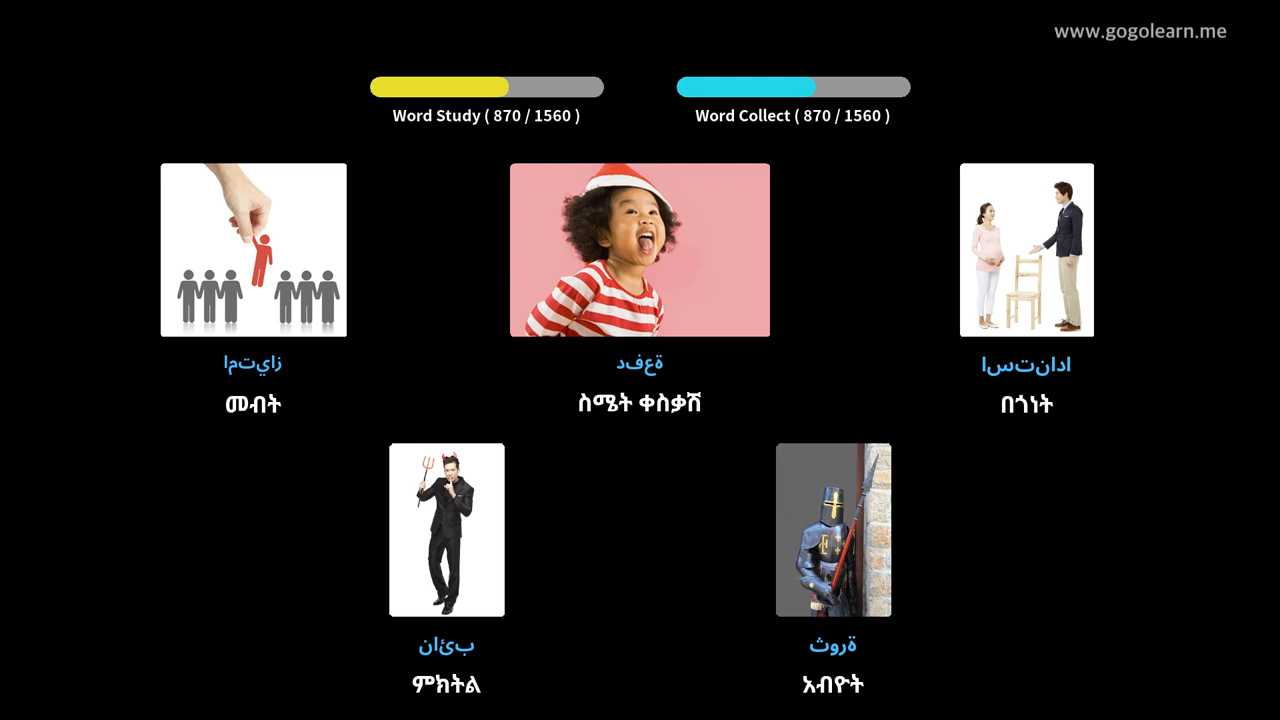 www.gogolearn.me
Word Study ( 870 / 1560 )
Word Collect ( 870 / 1560 )
امتياز
መብት
دفعة
ስሜት ቀስቃሽ
استنادا
በጎነት
نائب
ምክትል
ثورة
አብዮት